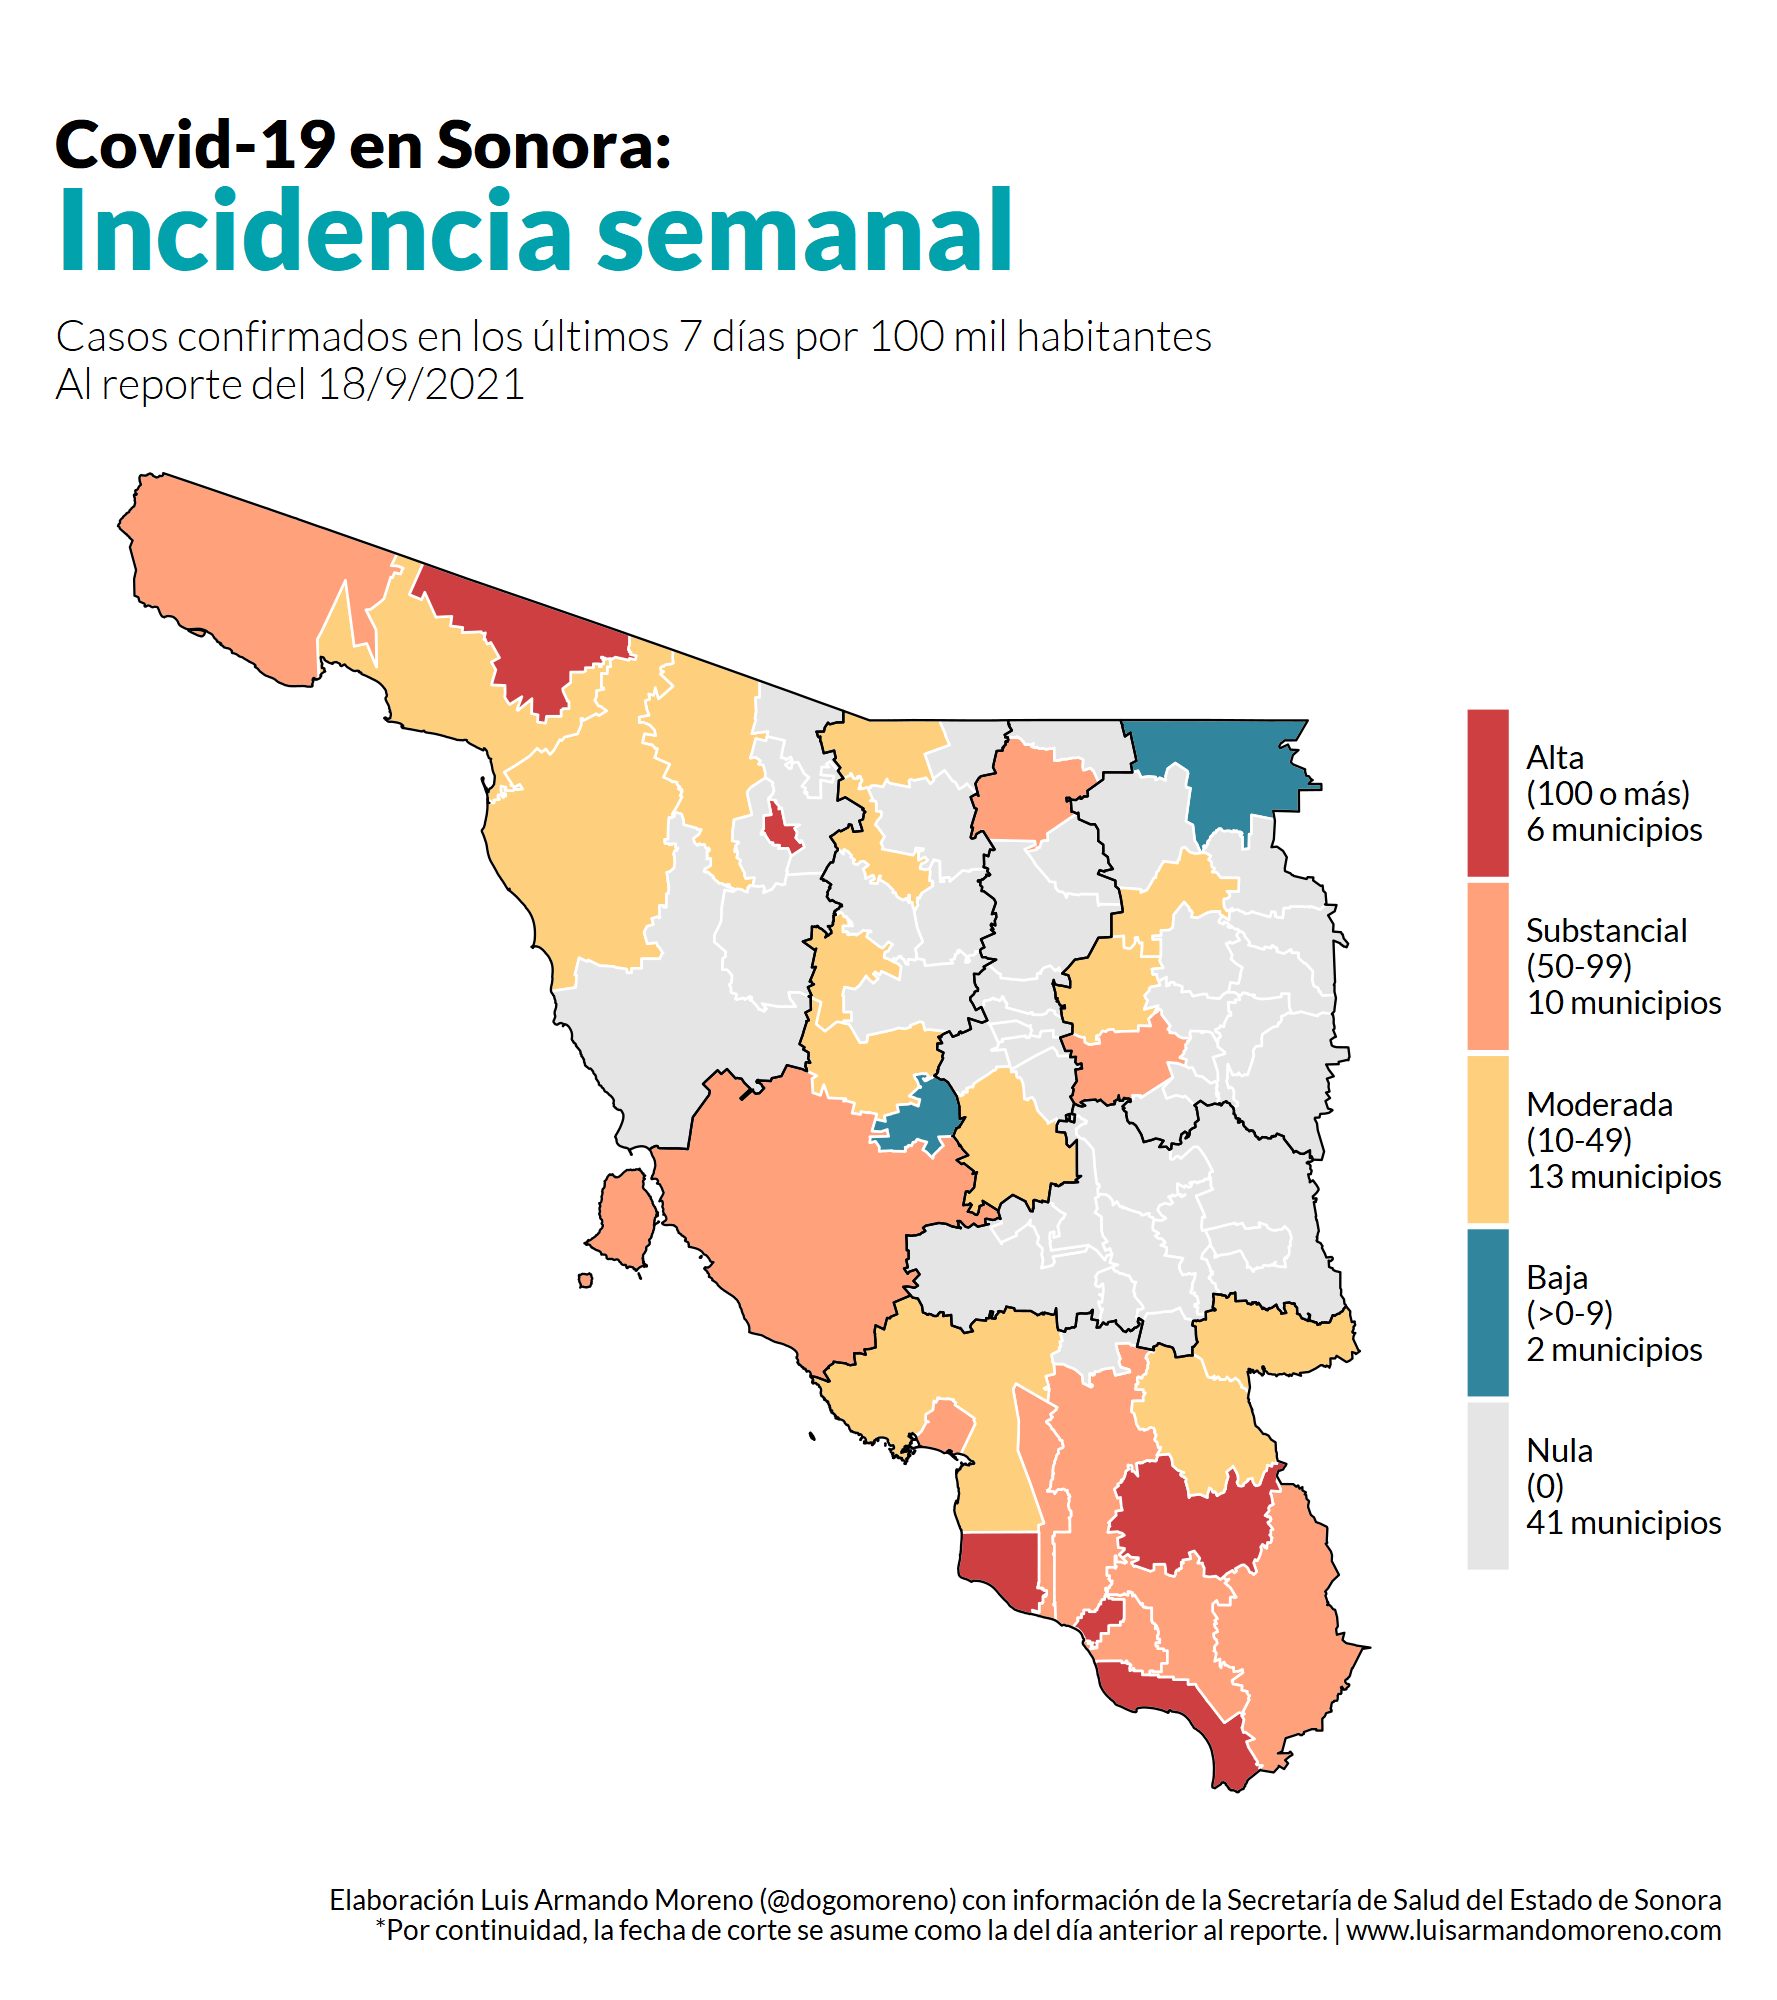 Covid-19 en Sonora:
Incidencia semanal
Casos confirmados en los últimos 7 días por 100 mil habitantes
Al reporte del 18/9/2021
Alta
(100 o más)
6 municipios
Substancial
(50-99)
10 municipios
Moderada
(10-49)
13 municipios
Baja
(>0-9)
2 municipios
Nula
(0)
41 municipios
Elaboración Luis Armando Moreno (@dogomoreno) con información de la Secretaría de Salud del Estado de Sonora
*Por continuidad, la fecha de corte se asume como la del día anterior al reporte. | www.luisarmandomoreno.com